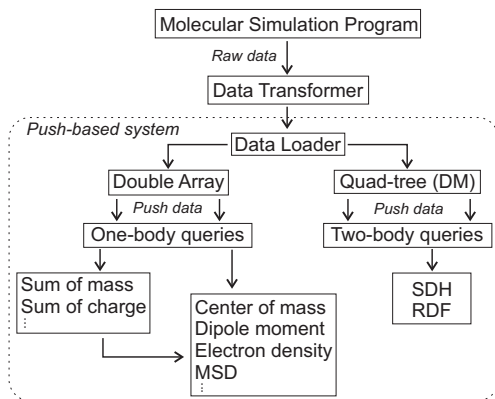 Molecular Simulation Program
Raw data
Data Transformer
Push-based system
Data Loader
Double Array
Quad-tree (DM)
Push data
Push data
One-body queries
Two-body queries
Sum of mass
Sum of charge
⋮
Center of mass
Dipole moment
Electron density
MSD
⋮
SDH
RDF